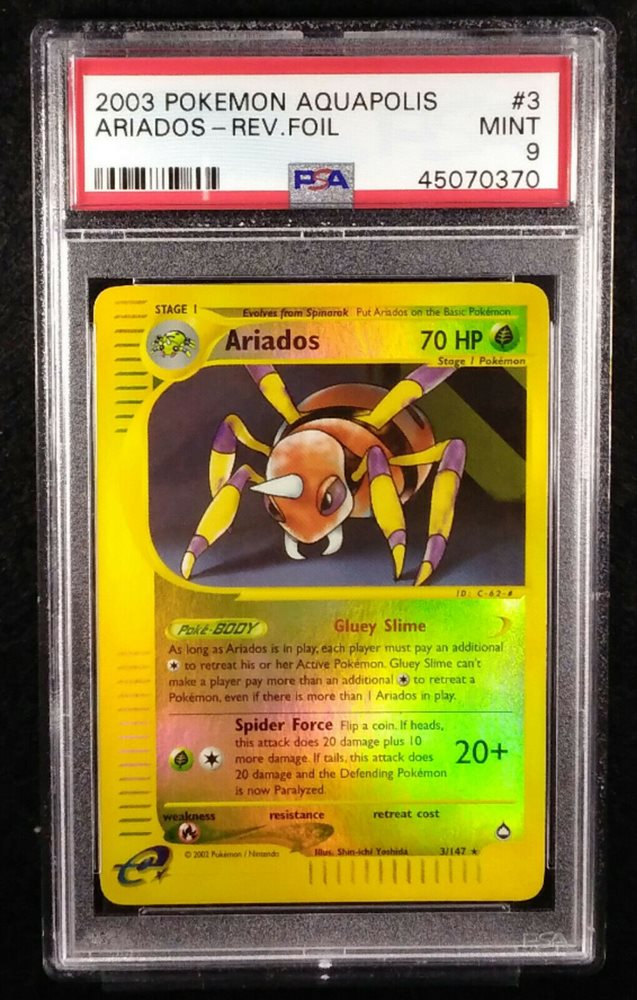 2003 POKEMON AQUAPOLIS #3
ARIADOS - REV.FOIL MINT
9
PSA 45070370
STAGE 1 Evolves from Spinarak Put Ariados on the Basic Pokémon
Ariados 70 HP
Stage 1 Pokémon
ID: C-62-#
Poké-BODY Gluey Slime
As long as Ariados is in play, each player must pay an additional
to retreat his or her Active Pokémon. Gluey Slime can't
make a player pay more than an additional to retreat a
Pokémon, even if there is more than 1 Ariados in play.
Spider Force Flip a coin. If heads,
this attack does 20 damage plus 10
more damage. If tails, this attack does
20 damage and the Defending Pokémon
is now Paralyzed.
20+
weakness resistance retreat cost
© 2002 Pokémon / Nintendo Illus. Shin-ichi Yoshida 3/147 ★
e
PSA